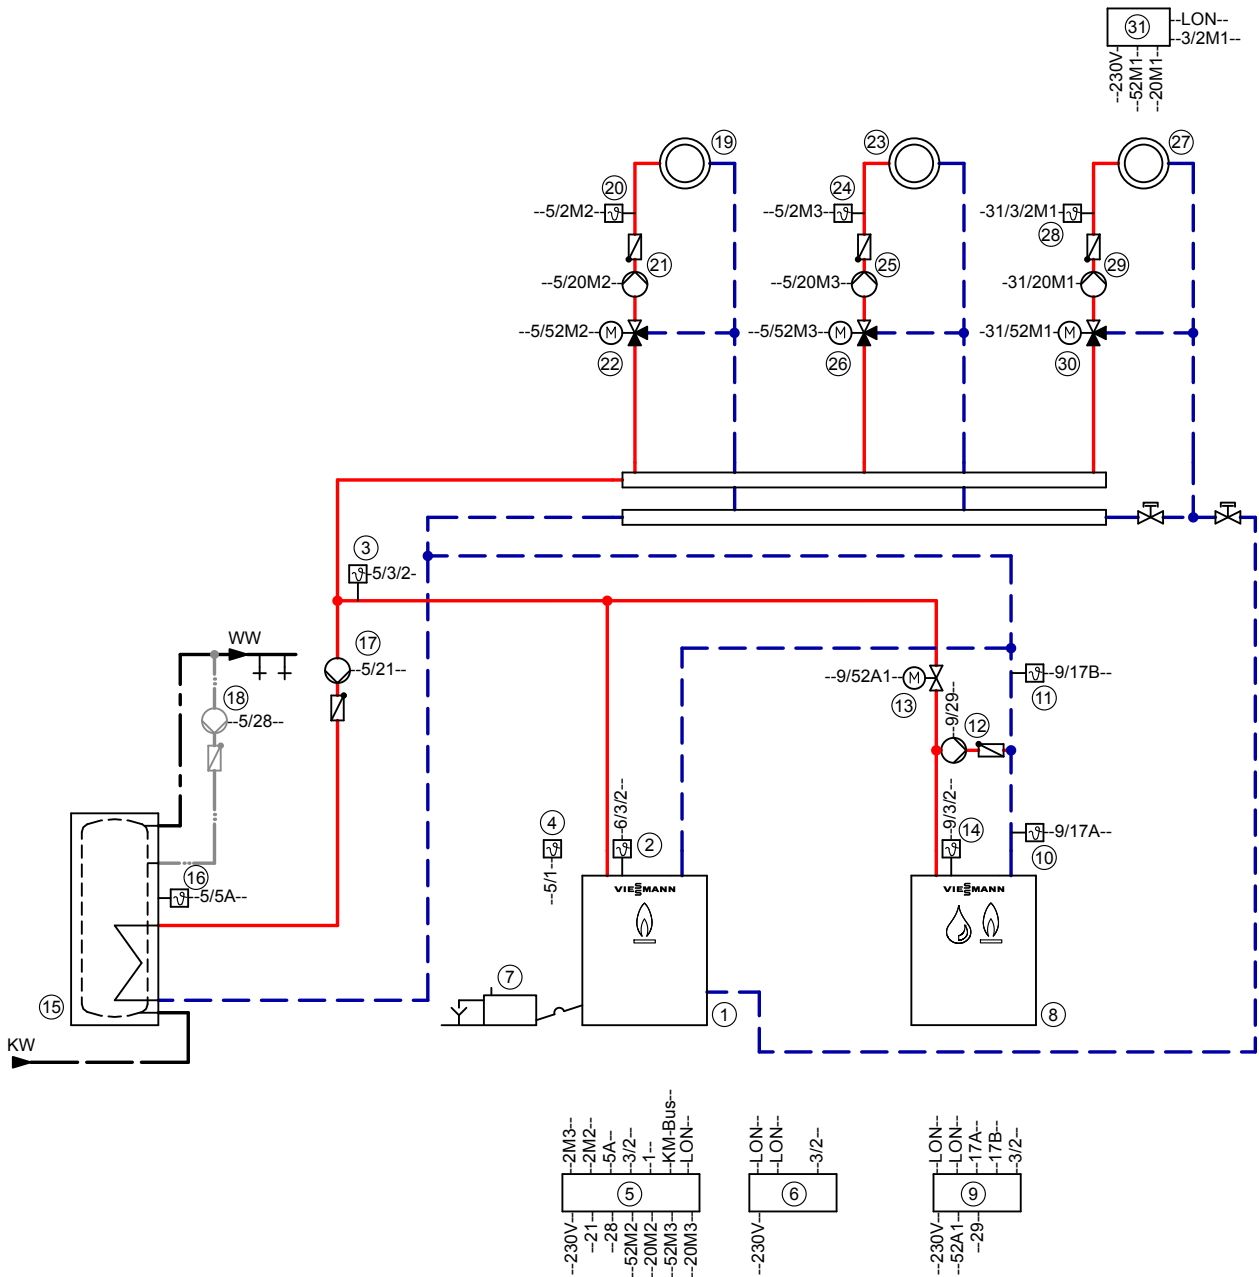 31
--LON--
--3/2M1--
--230V-
--52M1--
--20M1--
19
23
27
20
24
--5/2M2--
--5/2M3--
-31/3/2M1-
28
21
25
29
--5/20M2--
--5/20M3--
-31/20M1-
--5/52M2--
--5/52M3--
-31/52M1-
22
26
30
3
-5/3/2-
WW
17
--5/21--
18
--5/28--
--9/52A1--
13
--9/29--
12
--9/17B--
11
4
--5/1--
--6/3/2--
2
--9/3/2--
14
--9/17A--
10
16
--5/5A--
VIESSMANN
VIESSMANN
7
15
1
8
KW
--2M3--
--2M2--
--5A--
--3/2--
--1--
--KM-Bus--
--LON--
5
--230V-
--21--
--28--
--52M2--
--20M2--
--52M3--
--20M3--
--LON--
--LON--
--3/2--
6
--230V-
--LON--
--LON--
--17A--
--17B--
--3/2--
9
--230V-
--52A1--
--29--
M
M
M
M